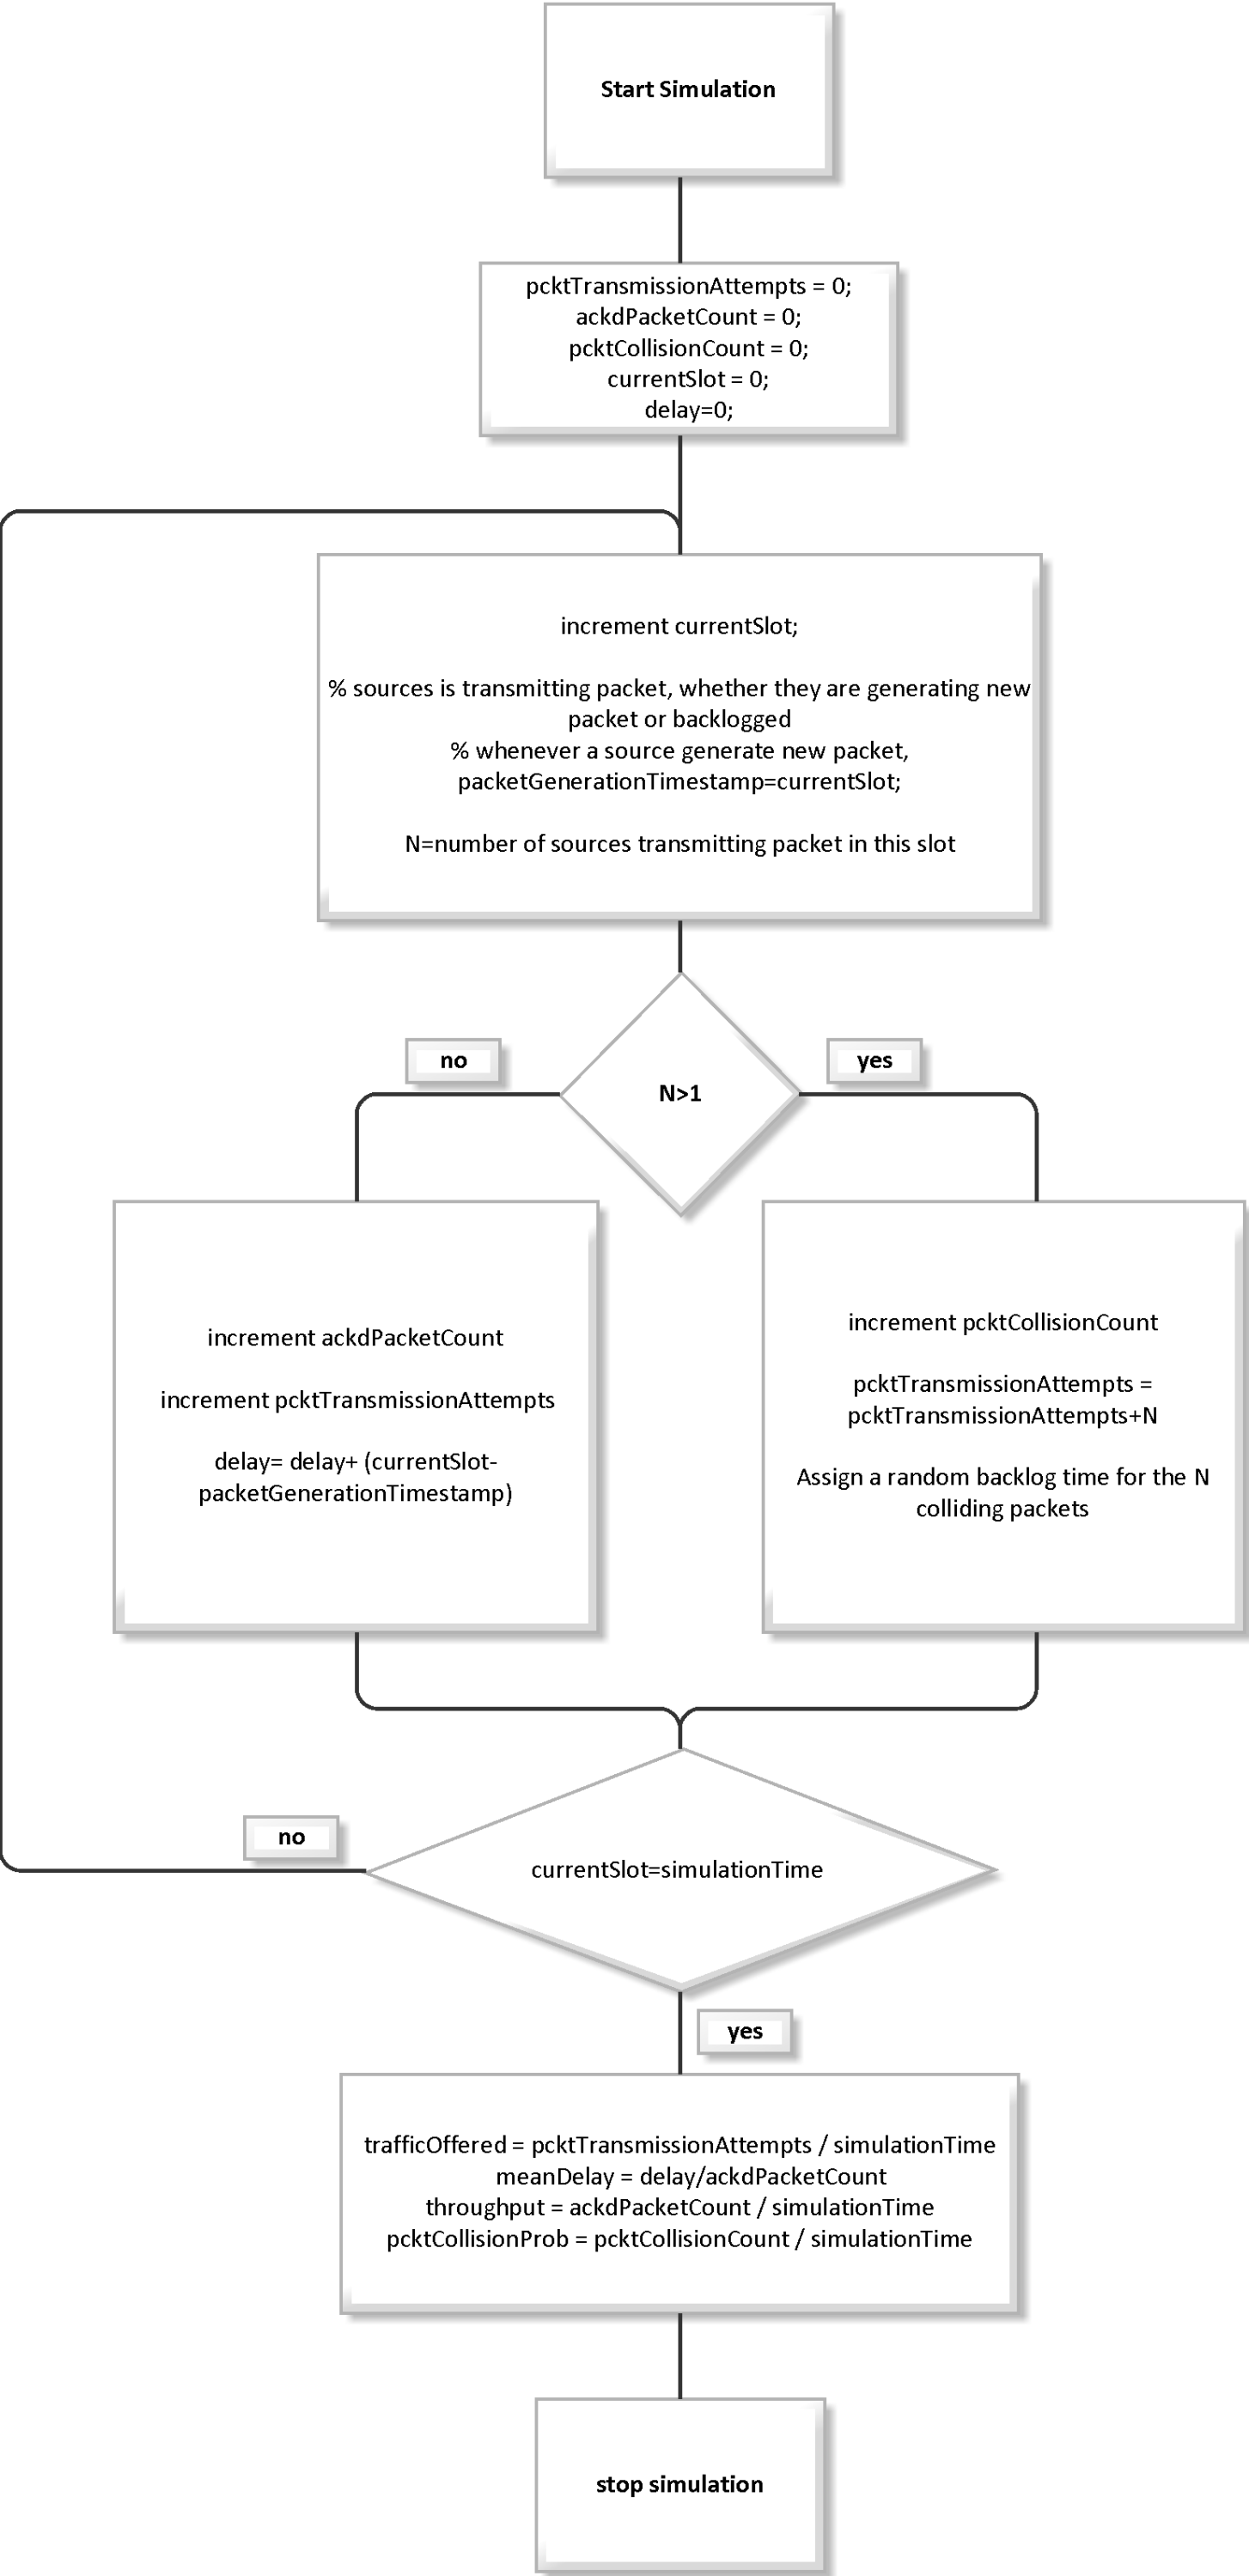 Start Simulation
pcktTransmissionAttempts = 0;
ackdPacketCount = 0;
pcktCollisionCount = 0;
currentSlot = 0;
delay=0;
increment currentSlot;
% sources is transmitting packet, whether they are generating new
packet or backlogged
% whenever a source generate new packet,
packetGenerationTimestamp=currentSlot;
N=number of sources transmitting packet in this slot
no
N>1
yes
increment ackdPacketCount
increment pcktTransmissionAttempts
delay= delay+ (currentSlot-
packetGenerationTimestamp)
increment pcktCollisionCount
pcktTransmissionAttempts =
pcktTransmissionAttempts+N
Assign a random backlog time for the N
colliding packets
no
currentSlot=simulationTime
yes
trafficOffered = pcktTransmissionAttempts / simulationTime
meanDelay = delay/ackdPacketCount
throughput = ackdPacketCount / simulationTime
pcktCollisionProb = pcktCollisionCount / simulationTime
stop simulation